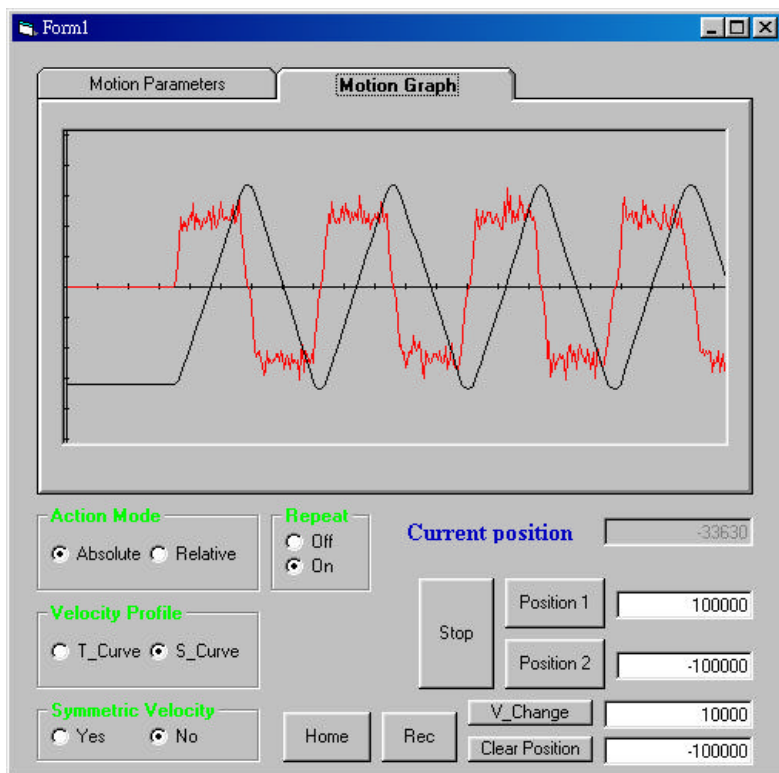 Form1
Motion Parameters
Motion Graph
Action Mode
Absolute Relative
Repeat
Off
On
Current position -33630
Velocity Profile
T_Curve S_Curve
Stop
Position 1 100000
Position 2 -100000
Symmetric Velocity
Yes No
Home
Rec
V_Change 10000
Clear Position -100000